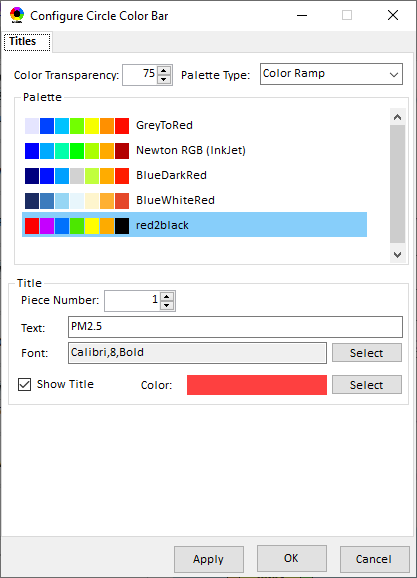 Configure Circle Color Bar
Titles
Color Transparency: 75 Palette Type: Color Ramp
Palette
GreyToRed
Newton RGB (InkJet)
BlueDarkRed
BlueWhiteRed
red2black
Title
Piece Number: 1
Text: PM2.5
Font: Calibri,8,Bold Select
Show Title Color: Select
Apply OK Cancel